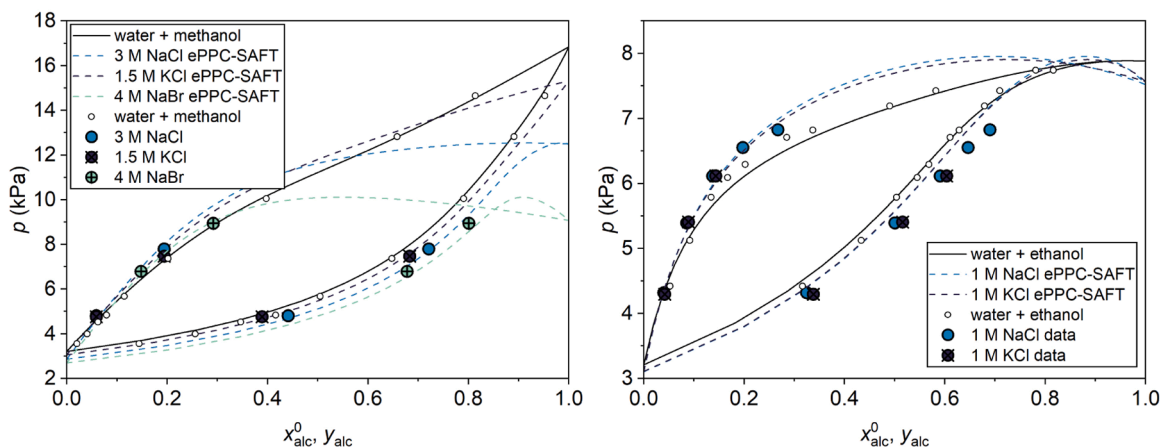 18
16
14
12
10
8
6
4
2
p (kPa)
water + methanol
3 M NaCl ePPC-SAFT
1.5 M KCl ePPC-SAFT
4 M NaBr ePPC-SAFT
water + methanol
3 M NaCl
1.5 M KCl
4 M NaBr
0.0 0.2 0.4 0.6 0.8 1.0
x⁰alc, yalc
8
7
6
5
4
3
p (kPa)
water + ethanol
1 M NaCl ePPC-SAFT
1 M KCl ePPC-SAFT
water + ethanol
1 M NaCl data
1 M KCl data
0.0 0.2 0.4 0.6 0.8 1.0
x⁰alc, yalc